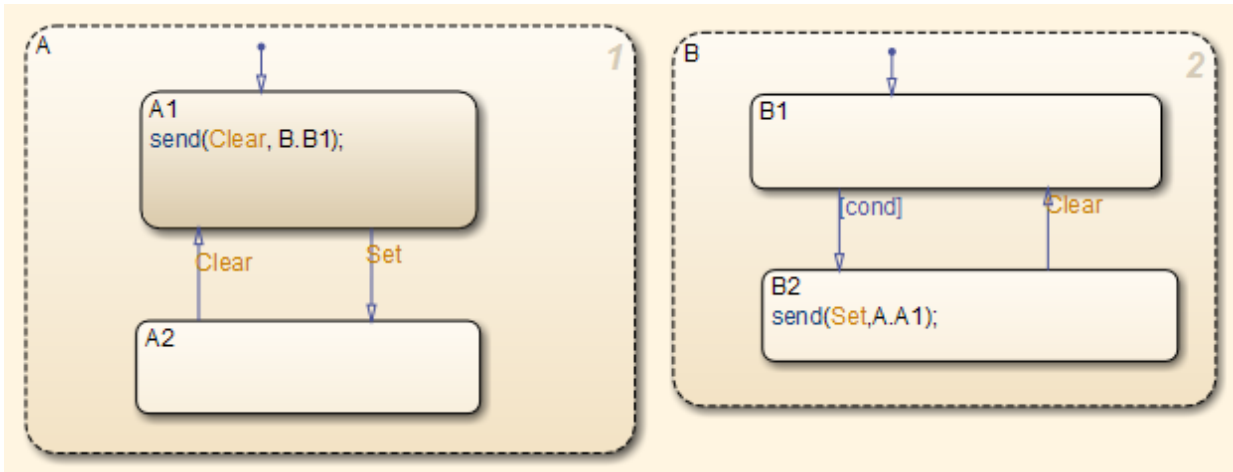 A
1
A1
send(Clear, B.B1);
Clear
Set
A2
B
2
B1
[cond]
Clear
B2
send(Set,A.A1);